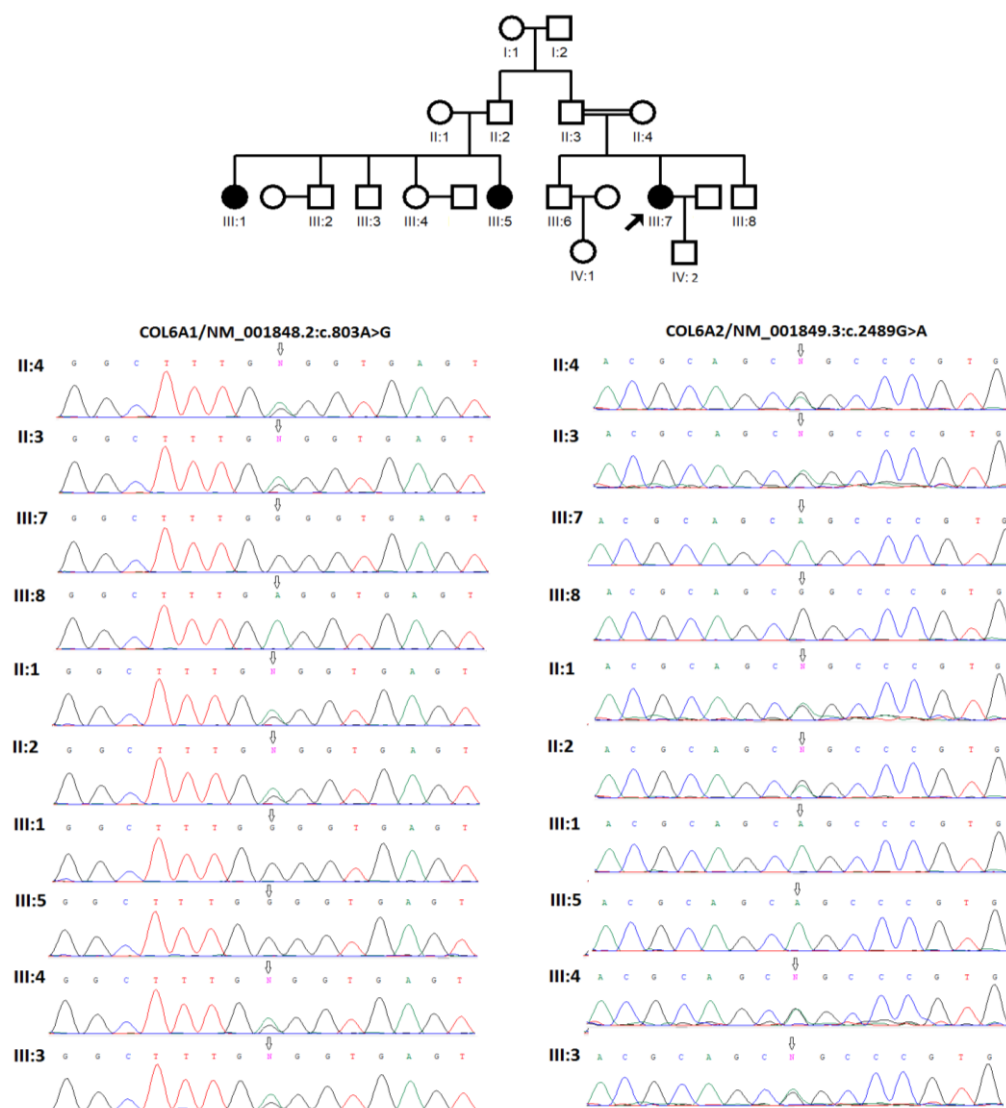 I:1 I:2
II:1 II:2 II:3 II:4
III:1 III:2 III:3 III:4 III:5 III:6 III:7 III:8
IV:1 IV: 2
COL6A1/NM_001848.2:c.803A>G
II:4 G G C T T T G N G G T G A G T
II:3 G G C T T T G N G G T G A G T
III:7 G G C T T T G G G G T G A G T
III:8 G G C T T T G A G G T G A G T
II:1 G G C T T T G N G G T G A G T
II:2 G G C T T T G N G G T G A G T
III:1 G G C T T T G G G G T G A G T
III:5 G G C T T T G G G G T G A G T
III:4 G G C T T T G N G G T G A G T
III:3 G G C T T T G N G G T G A G T
COL6A2/NM_001849.3:c.2489G>A
II:4 A C G C A G C N G C C C G T G
II:3 A C G C A G C N G C C C G T G
III:7 A C G C A G C A G C C C G T G
III:8 A C G C A G C G G C C C G T G
II:1 A C G C A G C N G C C C G T G
II:2 A C G C A G C N G C C C G T G
III:1 A C G C A G C A G C C C G T G
III:5 A C G C A G C A G C C C G T G
III:4 A C G C A G C N G C C C G T G
III:3 A C G C A G C N G C C C G T G